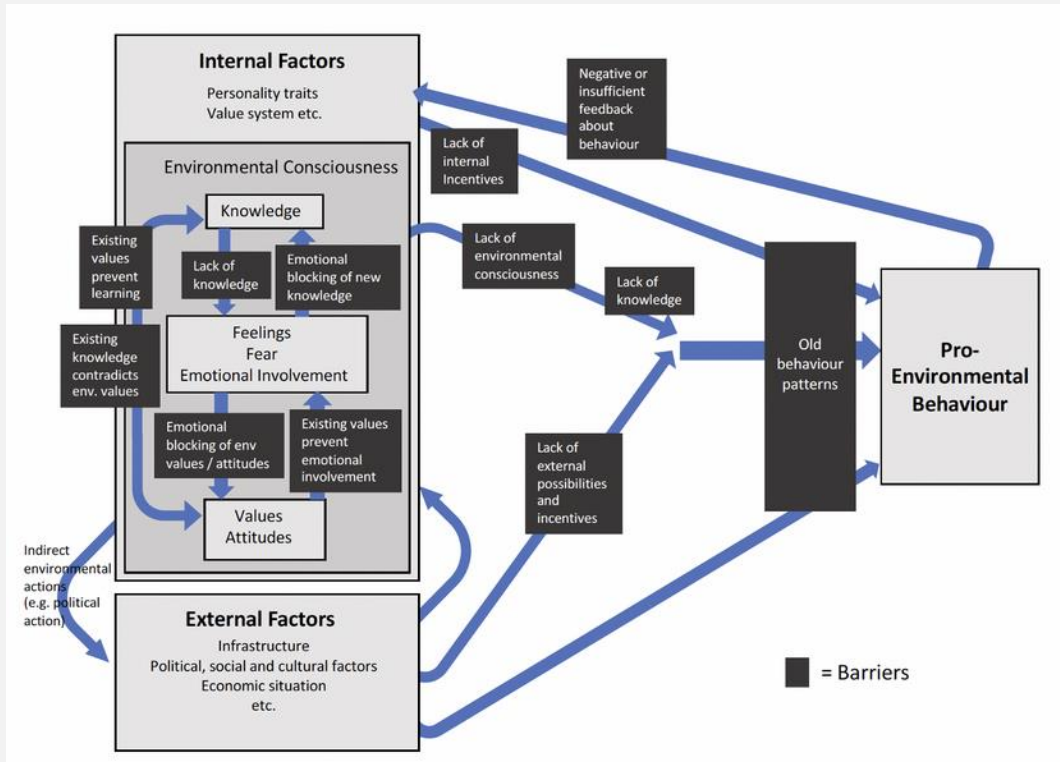 Internal Factors
Personality traits
Value system etc.
Environmental Consciousness
Knowledge
Existing
values
prevent
learning
Lack of
knowledge
Emotional
blocking of new
knowledge
Feelings
Fear
Emotional Involvement
Existing
knowledge
contradicts
env. values
Emotional
blocking of env
values / attitudes
Existing values
prevent
emotional
involvement
Values
Attitudes
Indirect
environmental
actions
(e.g. political
action)
External Factors
Infrastructure
Political, social and cultural factors
Economic situation
etc.
Negative or
insufficient
feedback
about
behaviour
Lack of
internal
Incentives
Lack of
environmental
consciousness
Lack of
knowledge
Lack of
external
possibilities
and
incentives
Old
behaviour
patterns
Pro-
Environmental
Behaviour
= Barriers